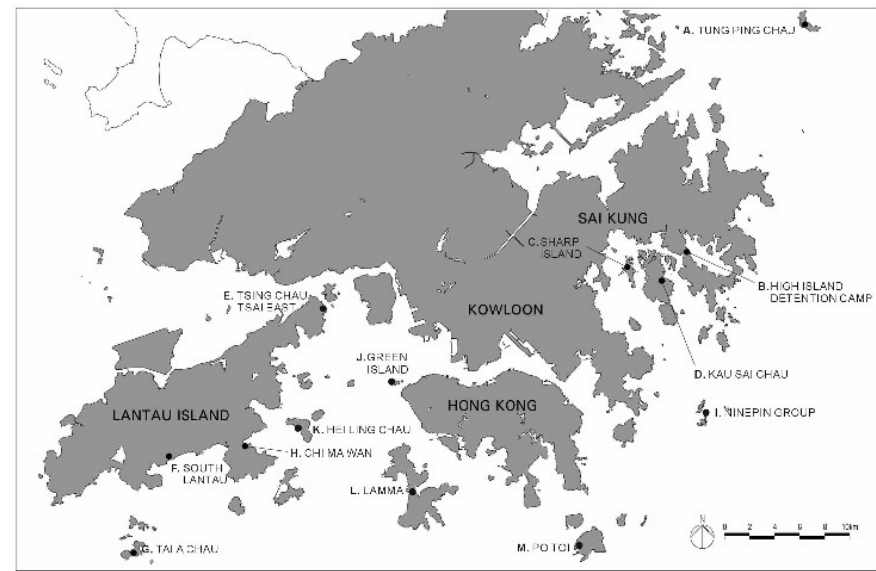 A. TUNG PING CHAU
SAI KUNG
C. SHARP
ISLAND
B. HIGH ISLAND
DETENTION CAMP
E. TSING CHAU
TSAI EAST
KOWLOON
D. KAU SAI CHAU
J. GREEN
ISLAND
LANTAU ISLAND
HONG KONG
I. NINEPIN GROUP
K. HEI LING CHAU
H. CHI MA WAN
F. SOUTH
LANTAU
L. LAMMA
G. TAI A CHAU
M. PO TOI
N
0 2 4 6 8 10km